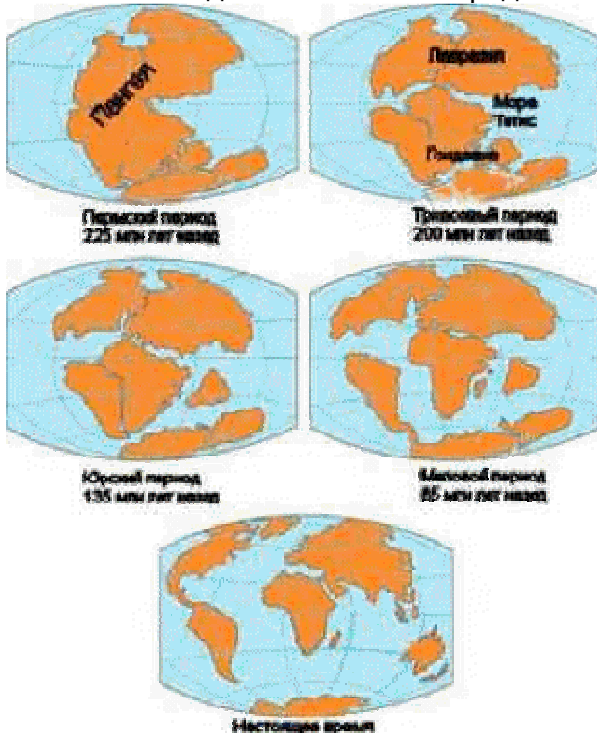 Пангея
Лавразия
Море
Тетис
Гондвана
Пермский период
225 млн лет назад
Триасовый период
200 млн лет назад
Юрский период
135 млн лет назад
Меловой период
65 млн лет назад
Настоящее время